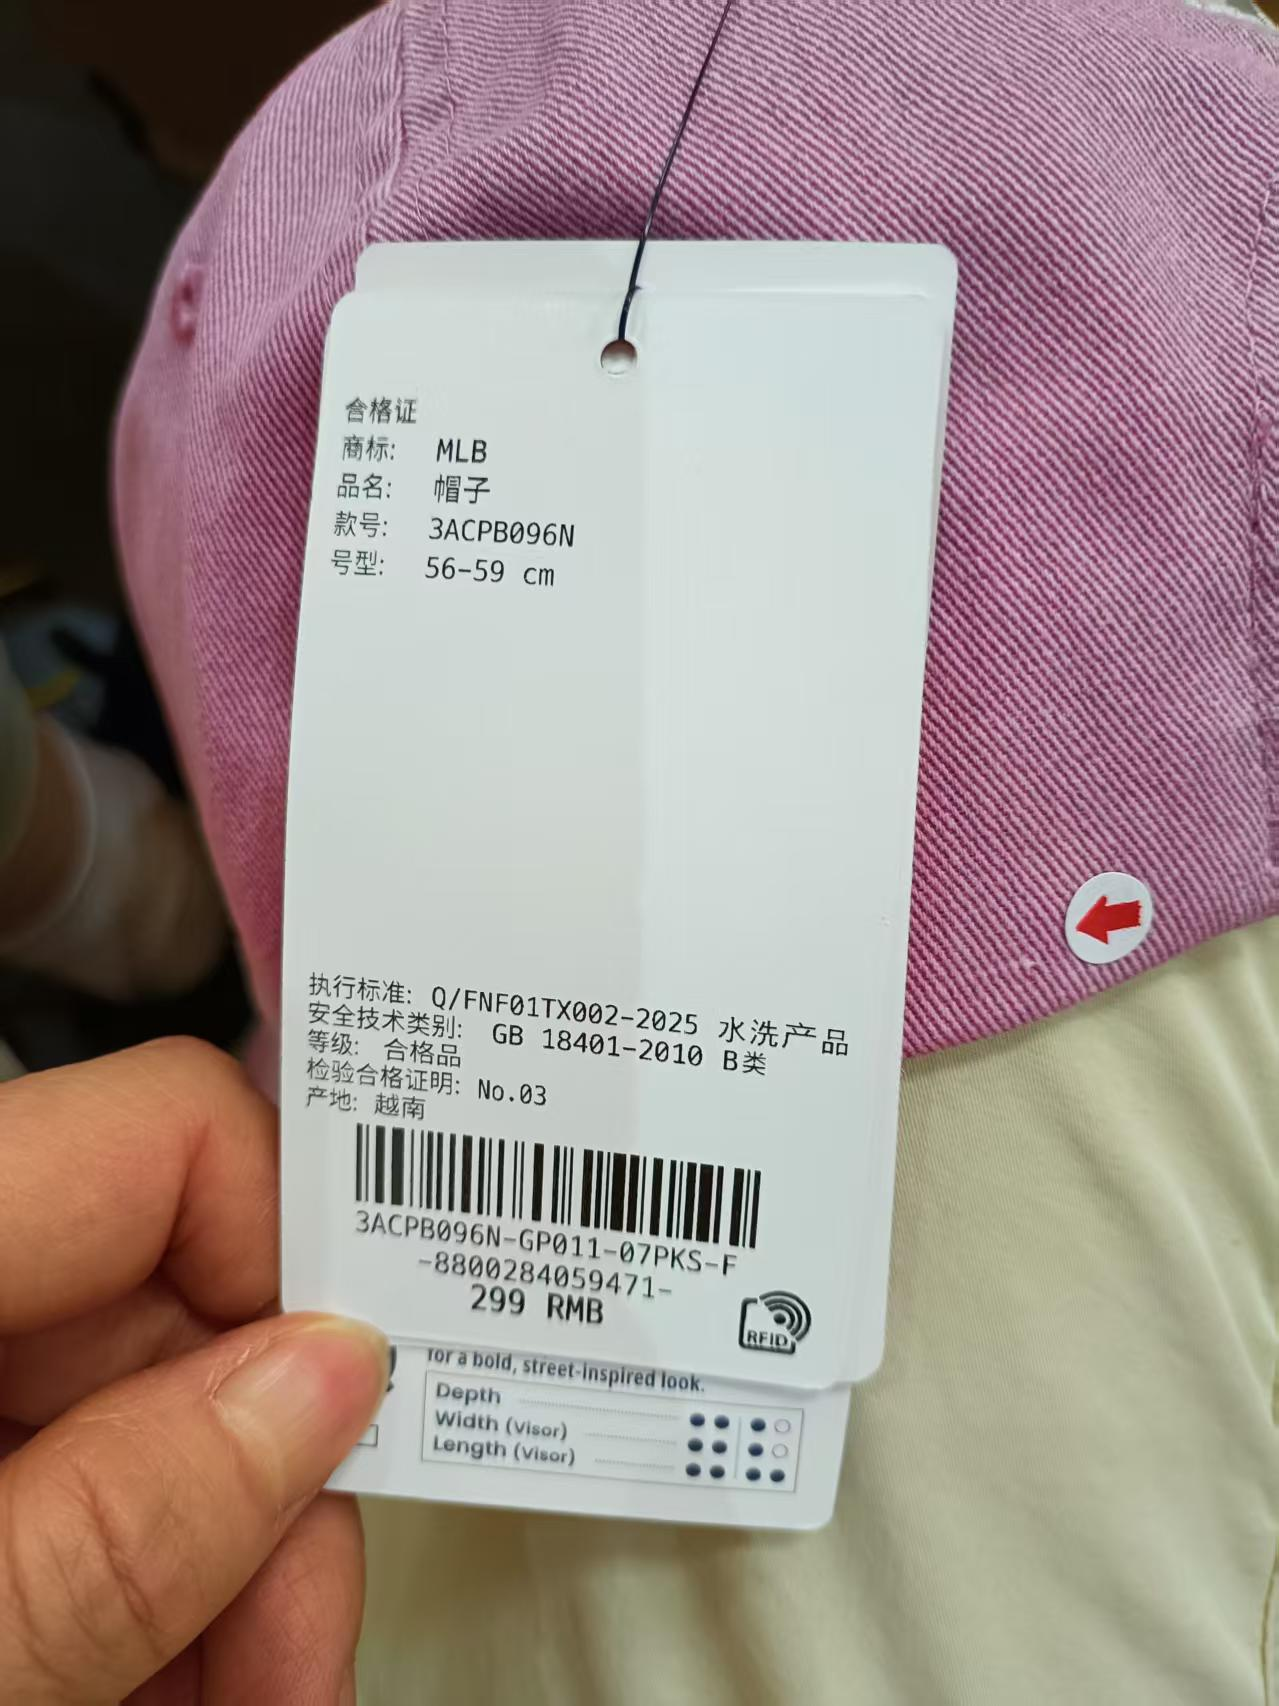 合格证
商标: MLB
品名: 帽子
款号: 3ACPB096N
号型: 56-59 cm
执行标准: Q/FNF01TX002-2025 水洗产品
安全技术类别: GB 18401-2010 B类
等级: 合格品
检验合格证明: No.03
产地: 越南
3ACPB096N-GP011-07PKS-F
-8800284059471-
299 RMB
RFID
for a bold, street-inspired look.
Depth
Width (Visor)
Length (Visor)